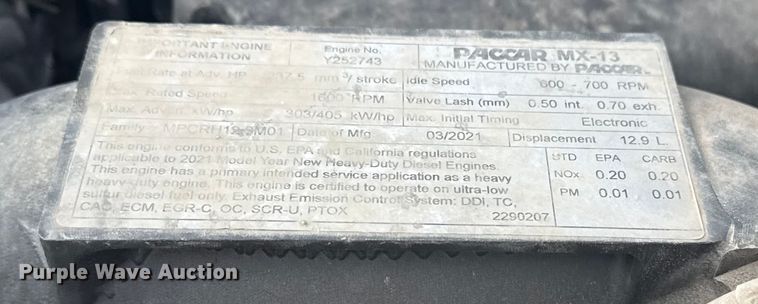 IMPORTANT ENGINE INFORMATION
Engine No. Y252743
PACCAR MX-13
MANUFACTURED BY PACCAR
Rate at Adv. HP 237.5 mm³/stroke
Idle Speed 600 - 700 RPM
Max. Rated Speed 1600 RPM
Valve Lash (mm) 0.50 int. 0.70 exh.
Max. Adver. kW/hp 303/405 kW/hp
Max. Initial Timing Electronic
Family MPCRH12.9M01
Date of Mfg. 03/2021
Displacement 12.9 L.
This engine conforms to U.S. EPA and California regulations
applicable to 2021 Model Year New Heavy-Duty Diesel Engines.
This engine has a primary intended service application as a heavy
heavy-duty engine. This engine is certified to operate on ultra-low
sulfur diesel fuel only. Exhaust Emission Control System: DDI, TC,
CAC, ECM, EGR-C, OC, SCR-U, PTOX
STD EPA CARB
NOx 0.20 0.20
PM 0.01 0.01
2290207
Purple Wave Auction